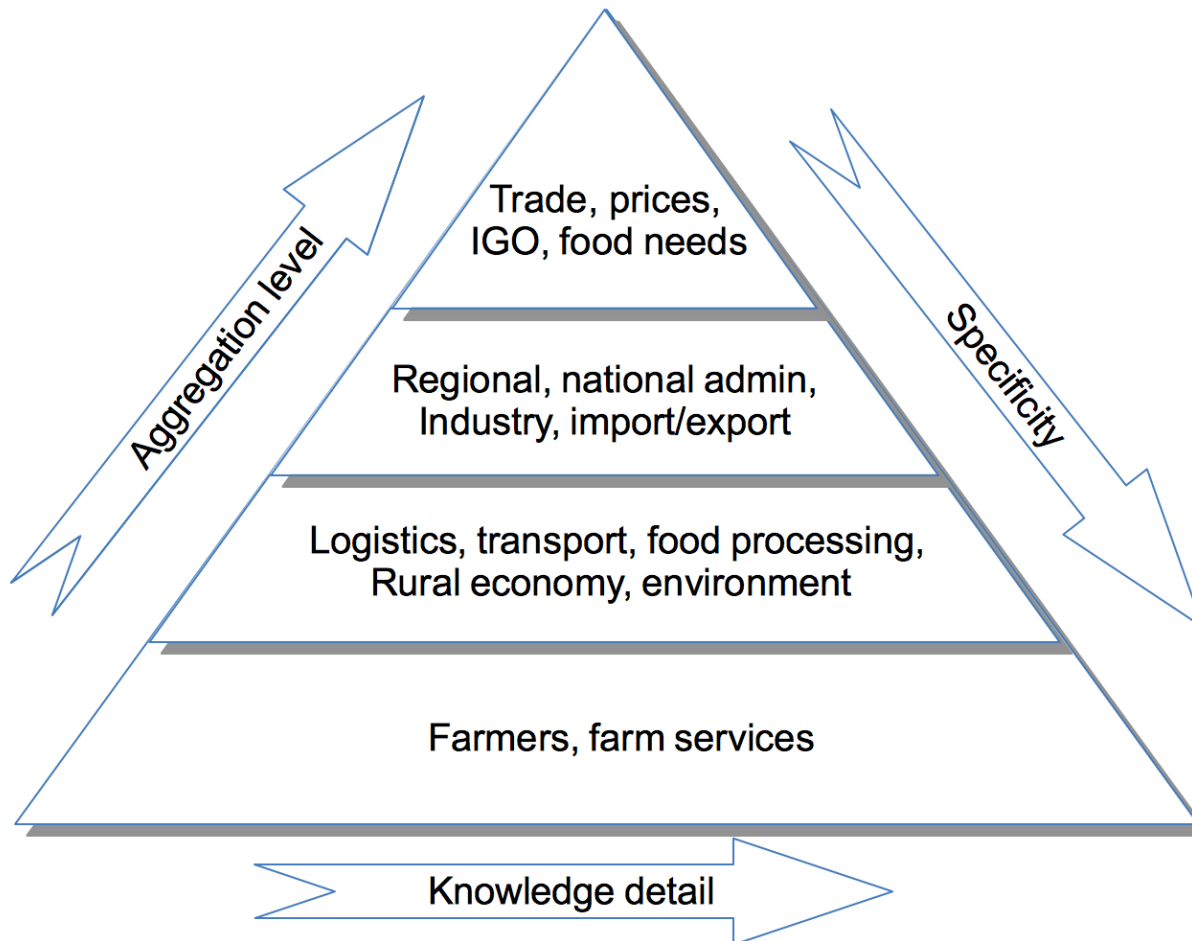 Trade, prices,
IGO, food needs
Aggregation level
Specificity
Regional, national admin,
Industry, import/export
Logistics, transport, food processing,
Rural economy, environment
Farmers, farm services
Knowledge detail